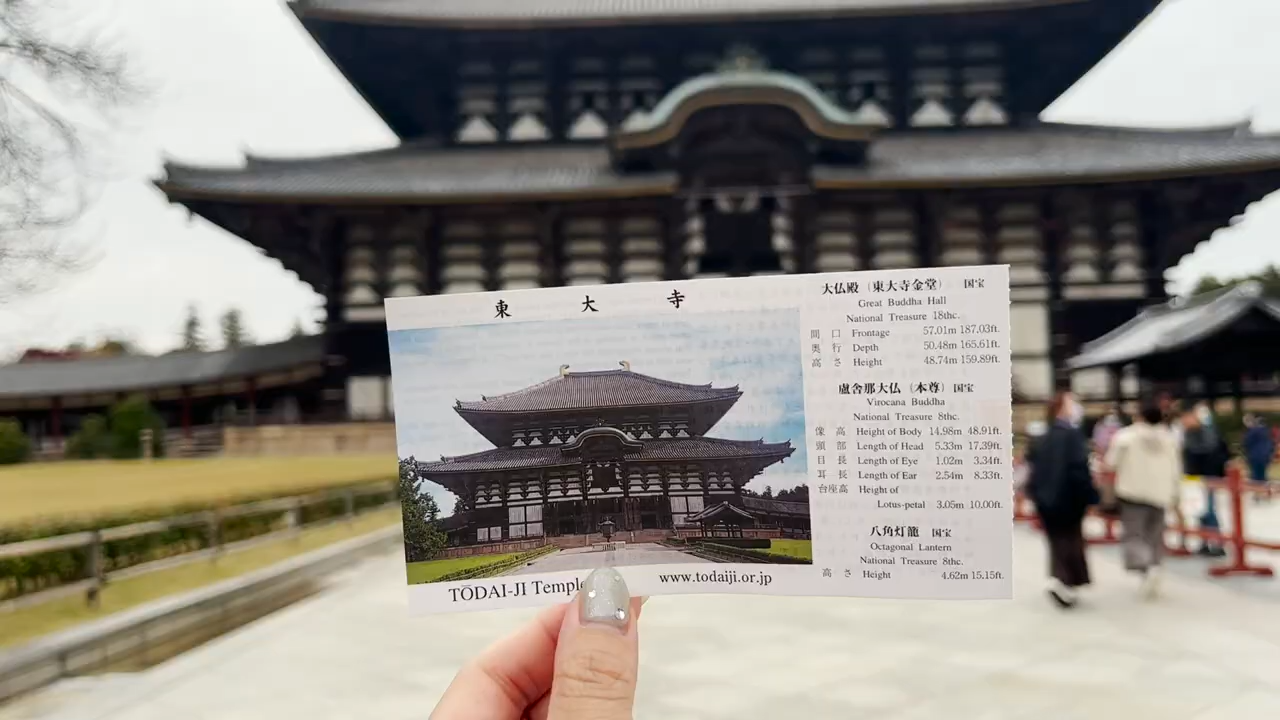 東大寺
TŌDAI-JI Temple
www.todaiji.or.jp
大仏殿（東大寺金堂） 国宝
Great Buddha Hall
National Treasure 18thc.
間口 Frontage 57.01m 187.03ft.
奥行 Depth 50.48m 165.61ft.
高さ Height 48.74m 159.89ft.
盧舎那大仏（本尊） 国宝
Virocana Buddha
National Treasure 8thc.
像高 Height of Body 14.98m 48.91ft.
頭部 Length of Head 5.33m 17.39ft.
目長 Length of Eye 1.02m 3.34ft.
耳長 Length of Ear 2.54m 8.33ft.
台座高 Height of
Lotus-petal 3.05m 10.00ft.
八角灯籠 国宝
Octagonal Lantern
National Treasure 8thc.
高さ Height 4.62m 15.15ft.